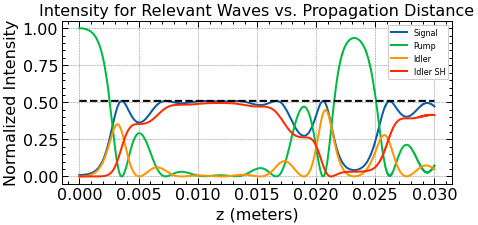 Intensity for Relevant Waves vs. Propagation Distance
Normalized Intensity
1.00
0.75
0.50
0.25
0.00
Signal
Pump
Idler
Idler SH
0.000 0.005 0.010 0.015 0.020 0.025 0.030
z (meters)